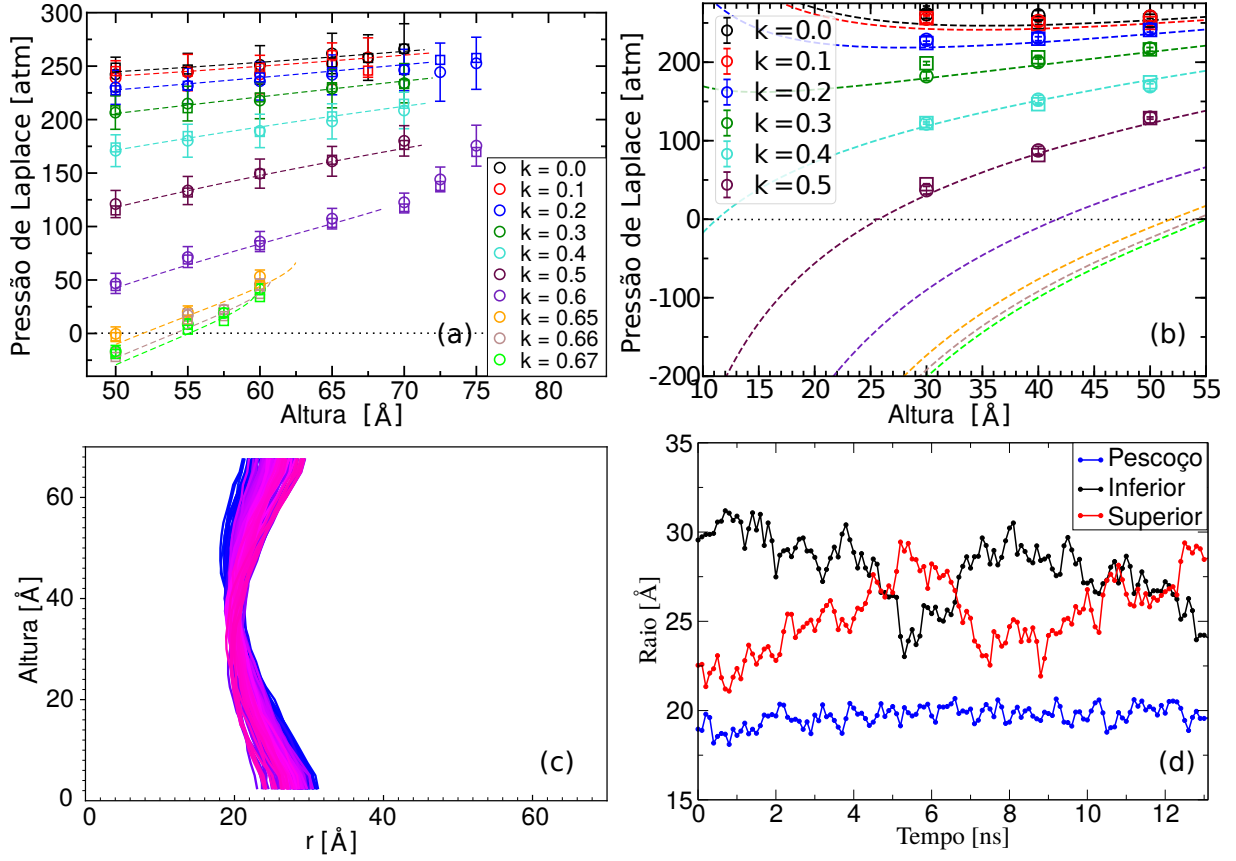 Pressão de Laplace [atm]
300
250
200
150
100
50
0
50
55
60
65
70
75
80
Altura [Å]
(a)
k = 0.0
k = 0.1
k = 0.2
k = 0.3
k = 0.4
k = 0.5
k = 0.6
k = 0.65
k = 0.66
k = 0.67
Pressão de Laplace [atm]
200
100
0
-100
-200
10
15
20
25
30
35
40
45
50
55
Altura [Å]
(b)
k=0.0
k=0.1
k=0.2
k=0.3
k=0.4
k=0.5
Altura [Å]
60
40
20
0
0
20
40
60
r [Å]
(c)
Raio [Å]
35
30
25
20
15
0
2
4
6
8
10
12
Tempo [ns]
(d)
Pescoço
Inferior
Superior